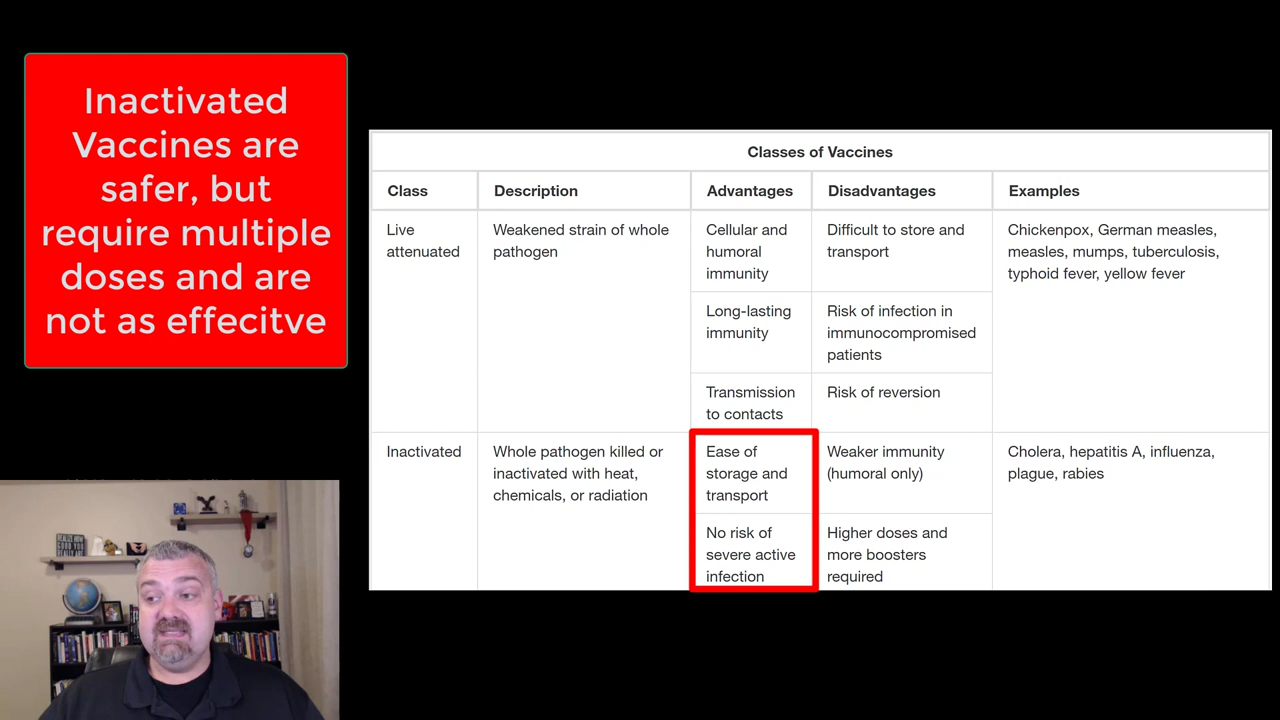 Inactivated
Vaccines are
safer, but
require multiple
doses and are
not as effecitve
Classes of Vaccines
Class
Description
Advantages
Disadvantages
Examples
Live
attenuated
Weakened strain of whole
pathogen
Cellular and
humoral
immunity
Difficult to store and
transport
Chickenpox, German measles,
measles, mumps, tuberculosis,
typhoid fever, yellow fever
Long-lasting
immunity
Risk of infection in
immunocompromised
patients
Transmission
to contacts
Risk of reversion
Inactivated
Whole pathogen killed or
inactivated with heat,
chemicals, or radiation
Ease of
storage and
transport
Weaker immunity
(humoral only)
Cholera, hepatitis A, influenza,
plague, rabies
No risk of
severe active
infection
Higher doses and
more boosters
required